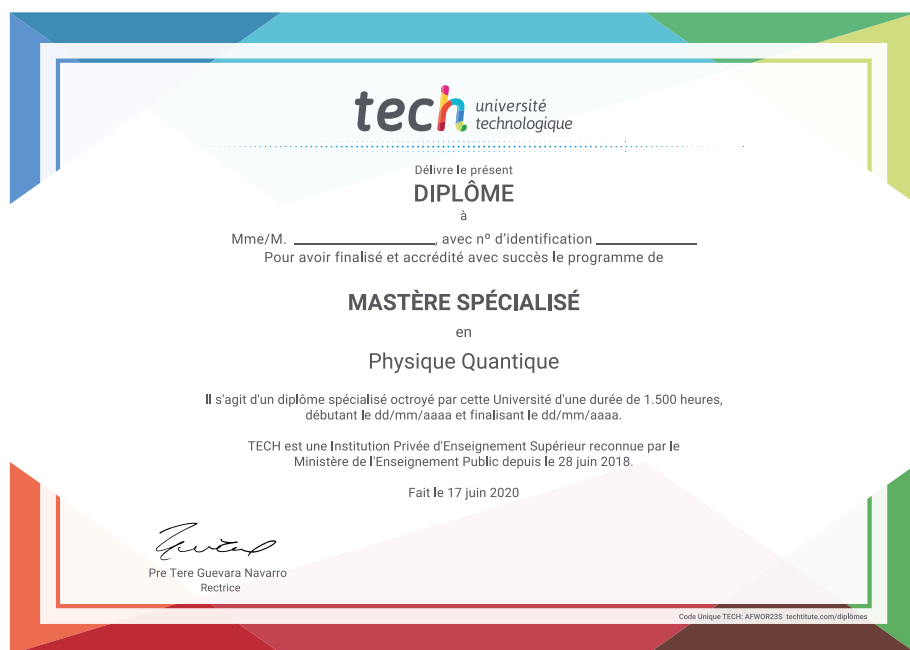 tech université
technologique
Délivre le présent
DIPLÔME
à
Mme/M. ____________, avec nº d'identification ____________
Pour avoir finalisé et accrédité avec succès le programme de
MASTÈRE SPÉCIALISÉ
en
Physique Quantique
Il s'agit d'un diplôme spécialisé octroyé par cette Université d'une durée de 1.500 heures,
débutant le dd/mm/aaaa et finalisant le dd/mm/aaaa.
TECH est une Institution Privée d'Enseignement Supérieur reconnue par le
Ministère de l'Enseignement Public depuis le 28 juin 2018.
Fait le 17 juin 2020
Pre Tere Guevara Navarro
Rectrice
Code Unique TECH: AFWOR23S techtitute.com/diplômes